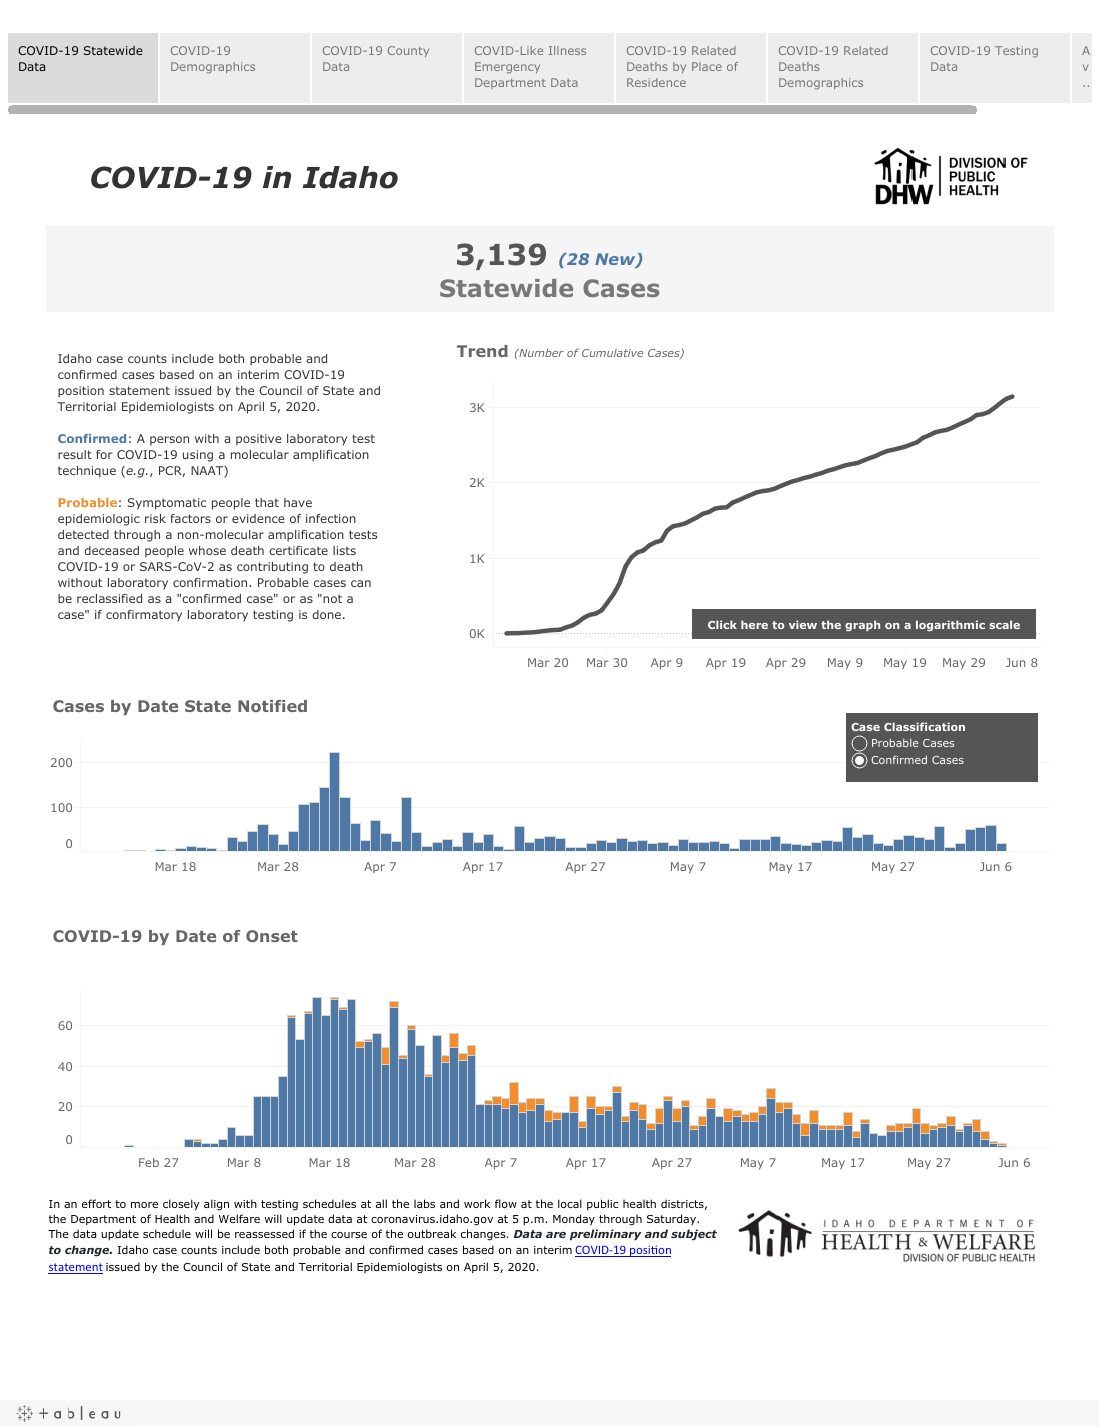 COVID-19 Statewide
Data
COVID-19
Demographics
COVID-19 County
Data
COVID-Like Illness
Emergency
Department Data
COVID-19 Related
Deaths by Place of
Residence
COVID-19 Related
Deaths
Demographics
COVID-19 Testing
Data
A
v
..
COVID-19 in Idaho
DHW
DIVISION OF
PUBLIC
HEALTH
3,139 (28 New)
Statewide Cases
Idaho case counts include both probable and
confirmed cases based on an interim COVID-19
position statement issued by the Council of State and
Territorial Epidemiologists on April 5, 2020.
Confirmed: A person with a positive laboratory test
result for COVID-19 using a molecular amplification
technique (e.g., PCR, NAAT)
Probable: Symptomatic people that have
epidemiologic risk factors or evidence of infection
detected through a non-molecular amplification tests
and deceased people whose death certificate lists
COVID-19 or SARS-CoV-2 as contributing to death
without laboratory confirmation. Probable cases can
be reclassified as a "confirmed case" or as "not a
case" if confirmatory laboratory testing is done.
Trend (Number of Cumulative Cases)
3K
2K
1K
0K
Click here to view the graph on a logarithmic scale
Mar 20 Mar 30 Apr 9 Apr 19 Apr 29 May 9 May 19 May 29 Jun 8
Cases by Date State Notified
Case Classification
Probable Cases
Confirmed Cases
200
100
0
Mar 18 Mar 28 Apr 7 Apr 17 Apr 27 May 7 May 17 May 27 Jun 6
COVID-19 by Date of Onset
60
40
20
0
Feb 27 Mar 8 Mar 18 Mar 28 Apr 7 Apr 17 Apr 27 May 7 May 17 May 27 Jun 6
In an effort to more closely align with testing schedules at all the labs and work flow at the local public health districts,
the Department of Health and Welfare will update data at coronavirus.idaho.gov at 5 p.m. Monday through Saturday.
The data update schedule will be reassessed if the course of the outbreak changes. Data are preliminary and subject
to change. Idaho case counts include both probable and confirmed cases based on an interim COVID-19 position
statement issued by the Council of State and Territorial Epidemiologists on April 5, 2020.
IDAHO DEPARTMENT OF
HEALTH & WELFARE
DIVISION OF PUBLIC HEALTH
+ a b l e a u